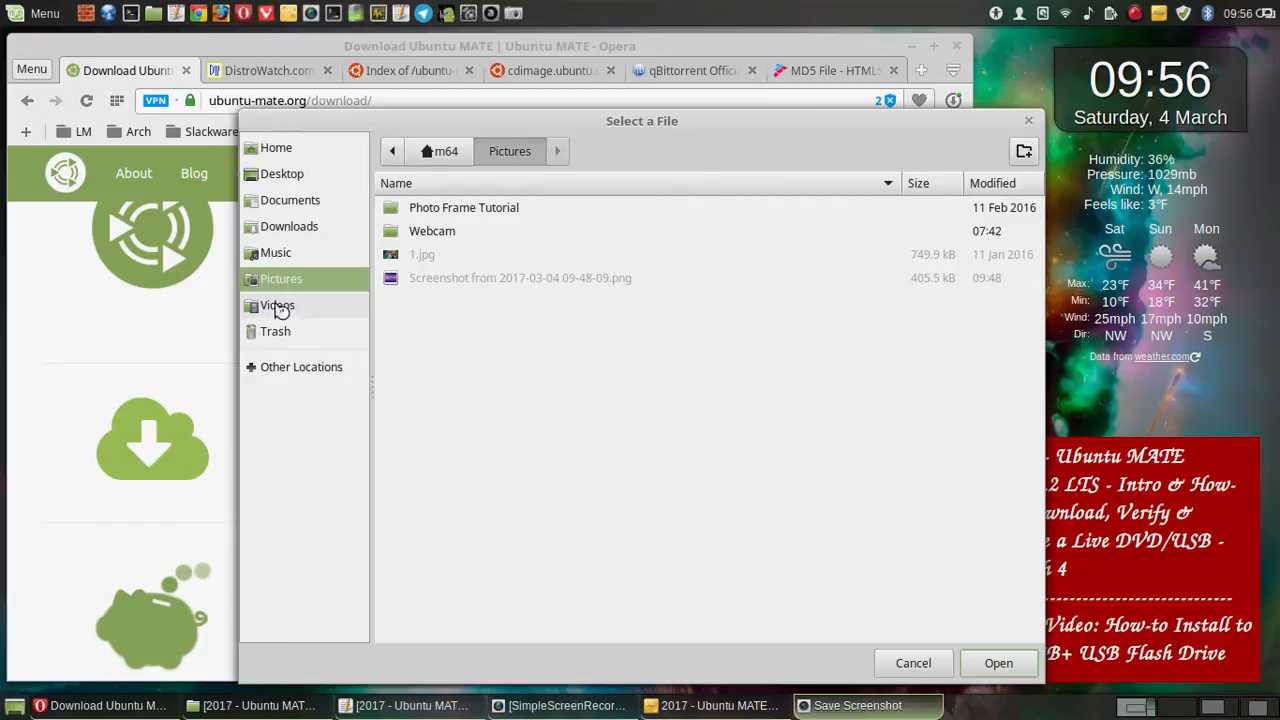 Menu
09:56
Download Ubuntu MATE | Ubuntu MATE - Opera
Menu
Download Ubunt
DistroWatch.com
Index of /ubuntu-
cdimage.ubuntu.c
qBittorrent Offici
MD5 File - HTML5
VPN
ubuntu-mate.org/download/
2
LM
Arch
Slackware
About
Blog
Select a File
Home
Desktop
Documents
Downloads
Music
Pictures
Videos
Trash
Other Locations
m64
Pictures
Name
Size
Modified
Photo Frame Tutorial
11 Feb 2016
Webcam
07:42
1.jpg
749.9 kB
11 Jan 2016
Screenshot from 2017-03-04 09-48-09.png
405.5 kB
09:48
Cancel
Open
09:56
Saturday, 4 March
Humidity: 36%
Pressure: 1029mb
Wind: W, 14mph
Feels like: 3°F
Sat Sun Mon
Max: 23°F 34°F 41°F
Min: 10°F 18°F 32°F
Wind: 25mph 17mph 10mph
Dir: NW NW S
Data from weather.com
- Ubuntu MATE
.2 LTS - Intro & How-
wnload, Verify &
e a Live DVD/USB -
h 4
------------------------------
Video: How-to Install to
B+ USB Flash Drive
Download Ubuntu M...
[2017 - Ubuntu MAT...
[2017 - Ubuntu MAT...
[SimpleScreenRecor...
2017 - Ubuntu MATE...
Save Screenshot